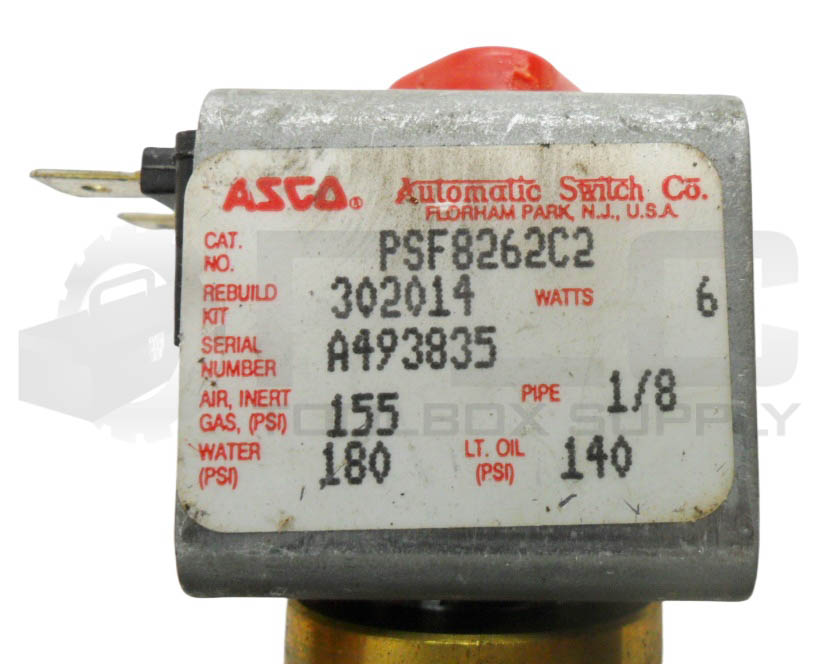 ASCO® Automatic Switch Co.
FLORHAM PARK, N.J., U.S.A.
CAT. NO. PSF8262C2
REBUILD KIT 302014 WATTS 6
SERIAL NUMBER A493835
AIR, INERT GAS, (PSI) 155 PIPE 1/8
WATER (PSI) 180 LT. OIL (PSI) 140
PLC
TOOLBOX SUPPLY